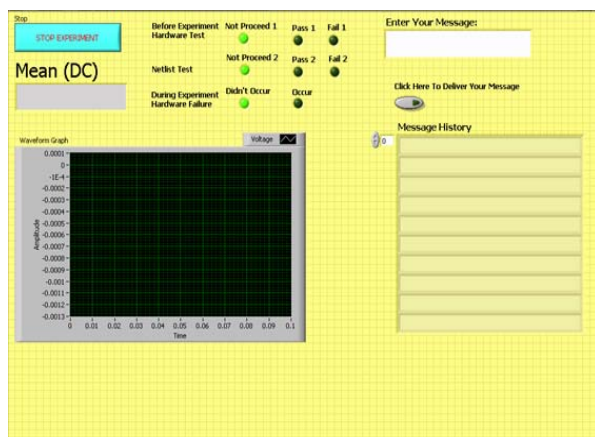 Stop
STOP EXPERIMENT
Mean (DC)
Before Experiment
Hardware Test
Not Proceed 1
Pass 1
Fail 1
Netlist Test
Not Proceed 2
Pass 2
Fail 2
During Experiment
Hardware Failure
Didn't Occur
Occur
Enter Your Message:
Click Here To Deliver Your Message
Message History
0
Waveform Graph
Voltage
Amplitude
0.0001
0
-1E-4
-0.0002
-0.0003
-0.0004
-0.0005
-0.0006
-0.0007
-0.0008
-0.0009
-0.001
-0.0011
-0.0012
-0.0013
0 0.01 0.02 0.03 0.04 0.05 0.06 0.07 0.08 0.09 0.1
Time